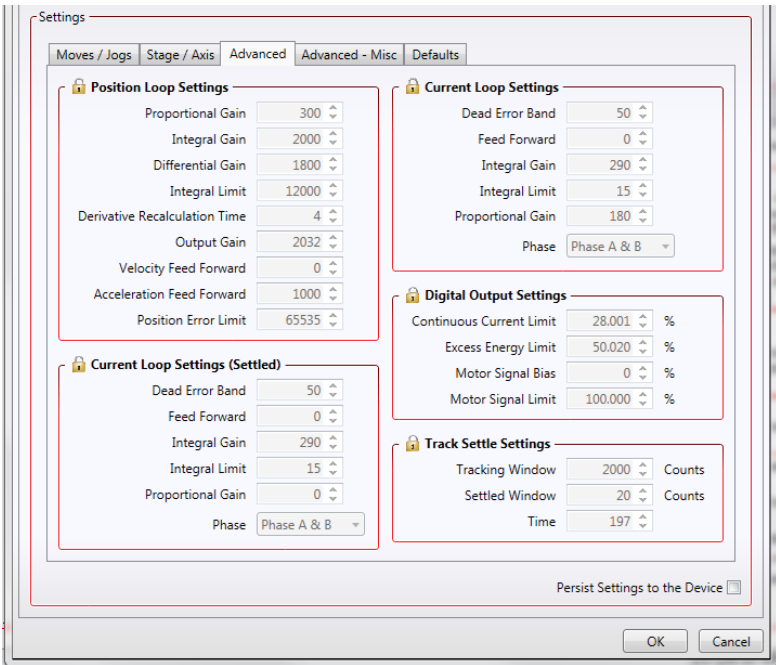 Settings
Moves / Jogs Stage / Axis Advanced Advanced - Misc Defaults
Position Loop Settings
Proportional Gain 300
Integral Gain 2000
Differential Gain 1800
Integral Limit 12000
Derivative Recalculation Time 4
Output Gain 2032
Velocity Feed Forward 0
Acceleration Feed Forward 1000
Position Error Limit 65535
Current Loop Settings (Settled)
Dead Error Band 50
Feed Forward 0
Integral Gain 290
Integral Limit 15
Proportional Gain 0
Phase Phase A & B
Current Loop Settings
Dead Error Band 50
Feed Forward 0
Integral Gain 290
Integral Limit 15
Proportional Gain 180
Phase Phase A & B
Digital Output Settings
Continuous Current Limit 28.001 %
Excess Energy Limit 50.020 %
Motor Signal Bias 0 %
Motor Signal Limit 100.000 %
Track Settle Settings
Tracking Window 2000 Counts
Settled Window 20 Counts
Time 197
Persist Settings to the Device
OK Cancel